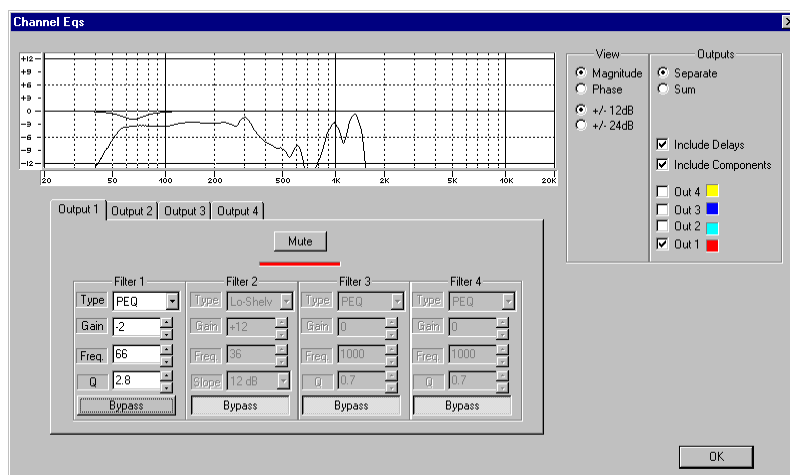 Channel Eqs
+12
+9
+6
+3
0
-3
-6
-9
-12
20 50 100 200 500 1K 2K 5K 10K 20K
View
Magnitude
Phase
+/- 12dB
+/- 24dB
Outputs
Separate
Sum
Include Delays
Include Components
Out 4
Out 3
Out 2
Out 1
Output 1 Output 2 Output 3 Output 4
Mute
Filter 1 Filter 2 Filter 3 Filter 4
Type PEQ Type Lo-Shelv Type PEQ Type PEQ
Gain -2 Gain +12 Gain 0 Gain 0
Freq. 66 Freq. 36 Freq. 1000 Freq. 1000
Q 2.8 Slope 12 dB Q 0.7 Q 0.7
Bypass Bypass Bypass Bypass
OK